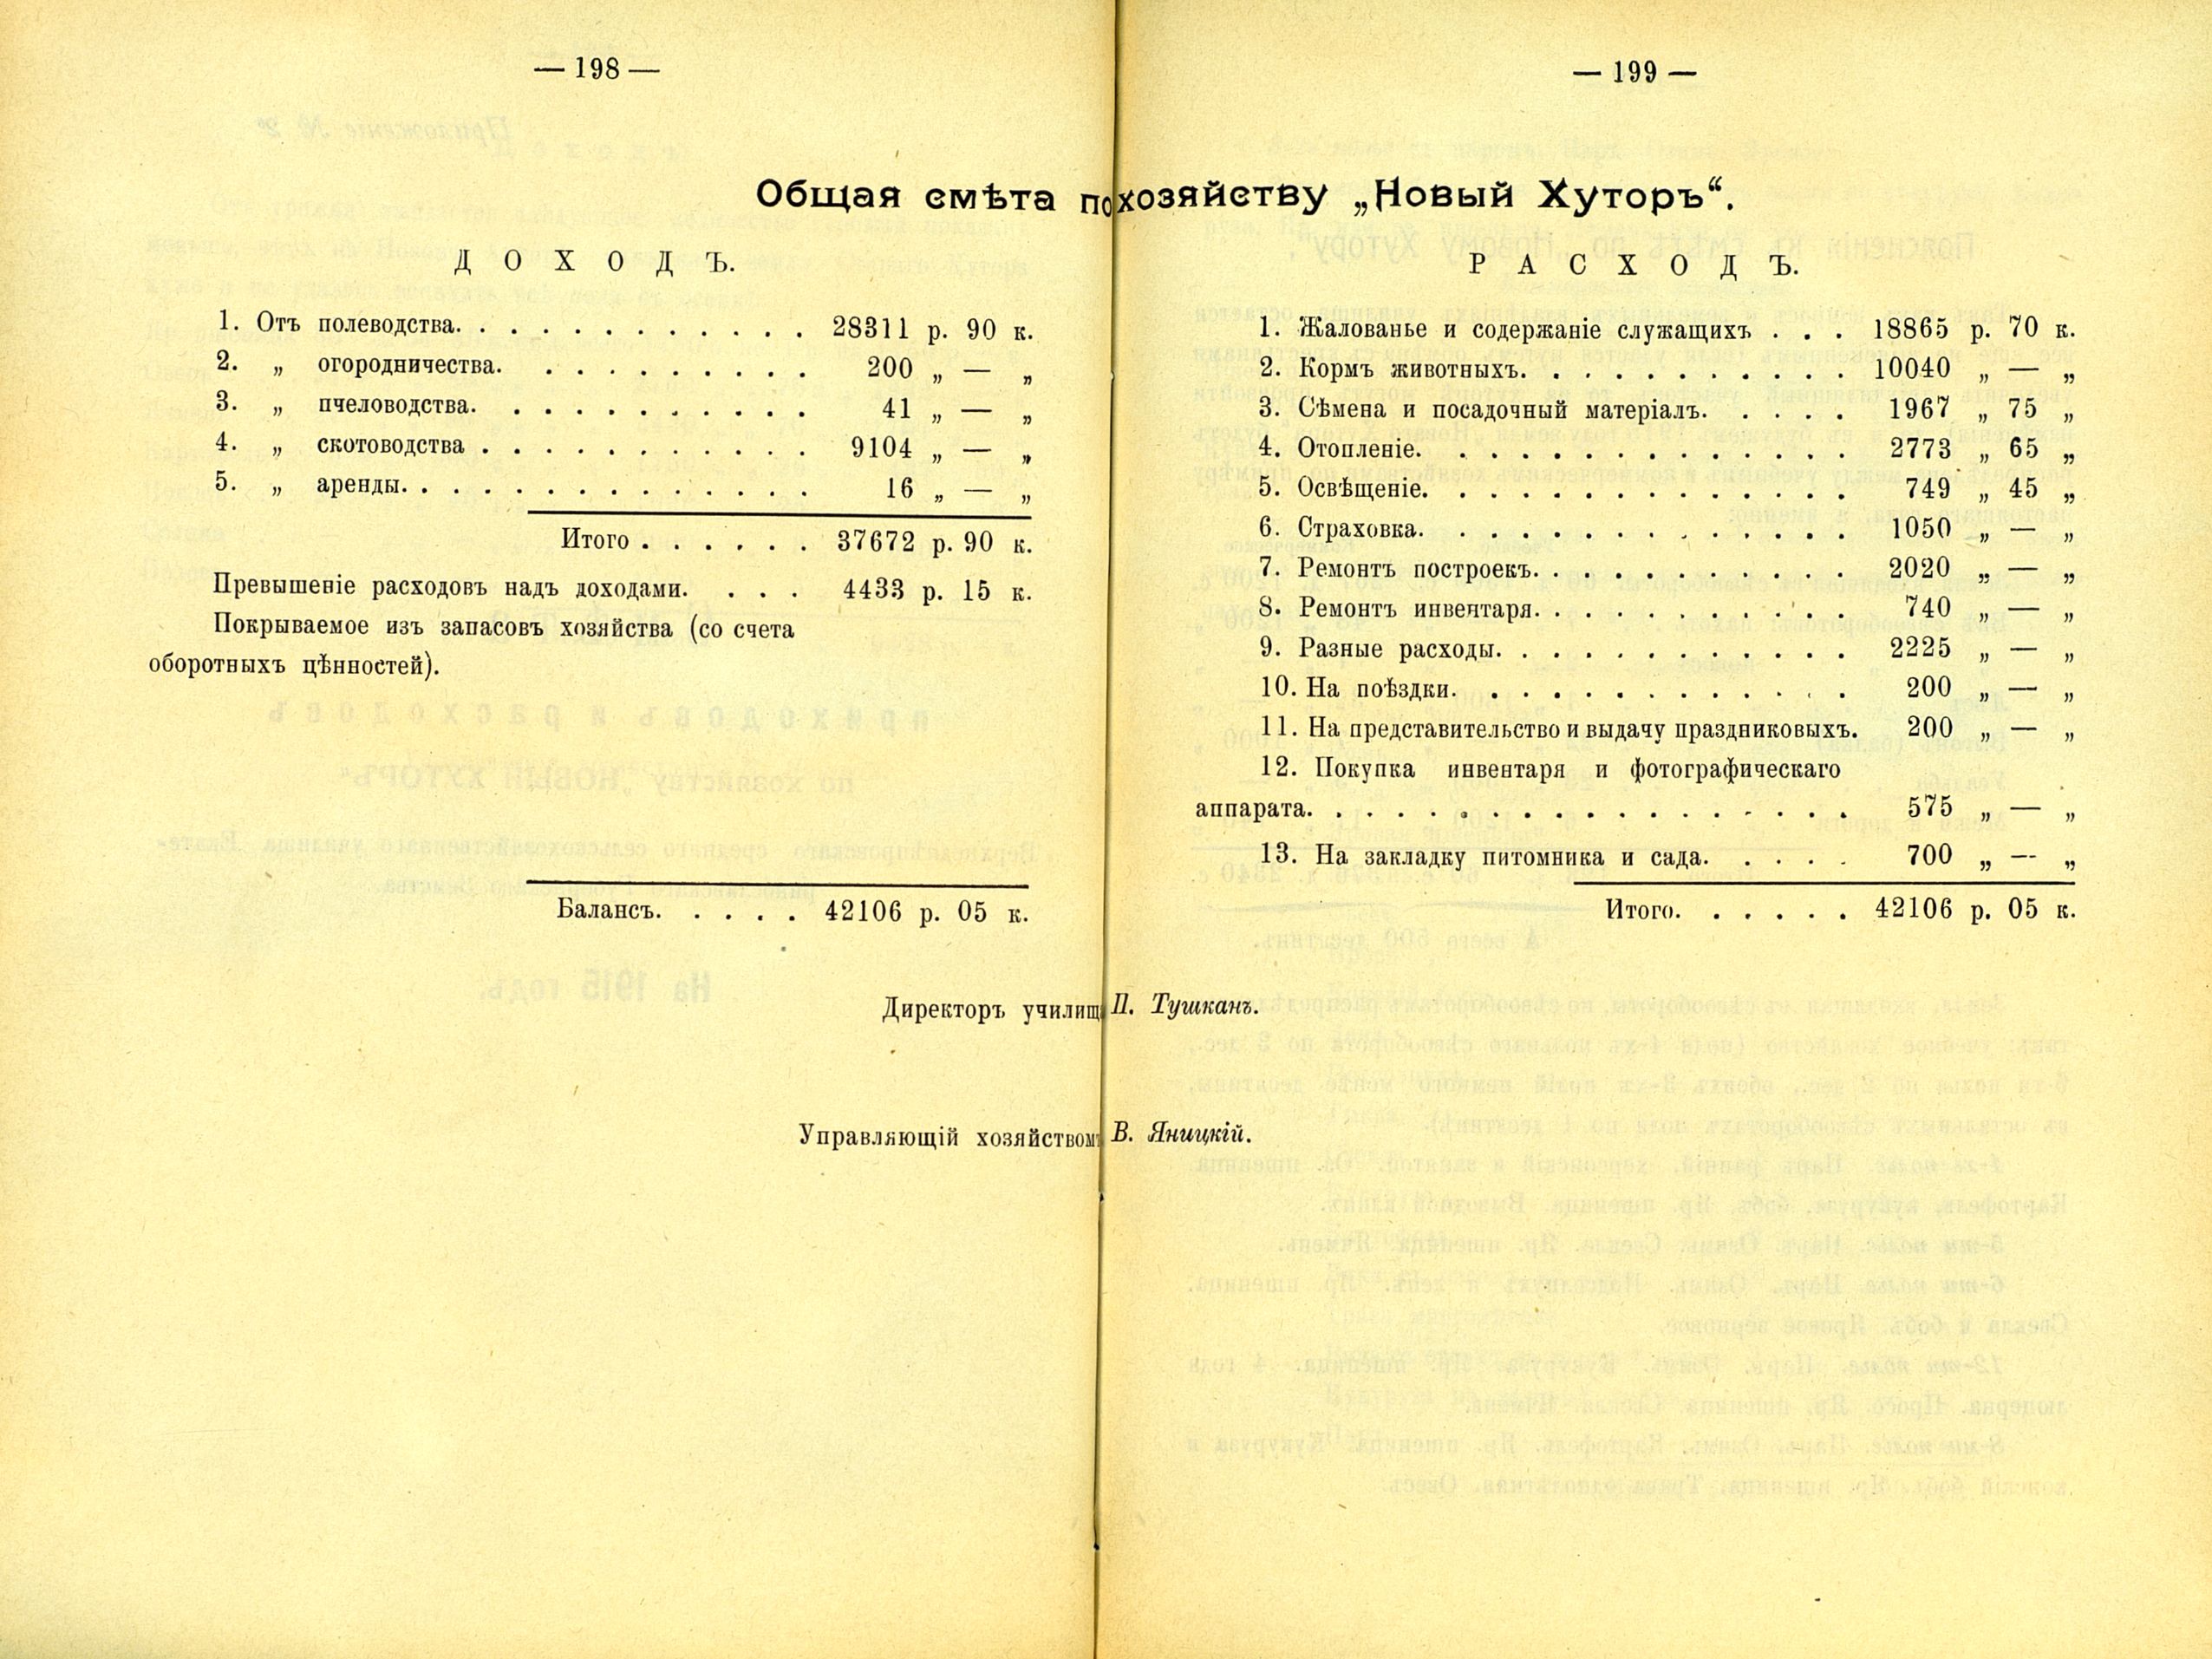 — 198 —
— 199 —
Общая смѣта по хозяйству „Новый Хуторъ“.
ДОХОДЪ.
1. Отъ полеводства. . . . . . . . . . . . 28311 р. 90 к.
2. „ огородничества. . . . . . . . . . 200 „ — „
3. „ пчеловодства. . . . . . . . . . . 41 „ — „
4. „ скотоводства . . . . . . . . . . . 9104 „ — „
5. „ аренды. . . . . . . . . . . . . . 16 „ — „
Итого . . . . . . 37672 р. 90 к.
Превышеніе расходовъ надъ доходами. . . . 4433 р. 15 к.
Покрываемое изъ запасовъ хозяйства (со счета
оборотныхъ цѣнностей).
Балансъ. . . . . 42106 р. 05 к.
РАСХОДЪ.
1. Жалованье и содержаніе служащихъ . . . 18865 р. 70 к.
2. Кормъ животныхъ. . . . . . . . . . . 10040 „ — „
3. Сѣмена и посадочный матеріалъ. . . . . 1967 „ 75 „
4. Отопленіе. . . . . . . . . . . . . . 2773 „ 65 „
5. Освѣщеніе. . . . . . . . . . . . . . 749 „ 45 „
6. Страховка. . . . . . . . . . . . . . 1050 „ — „
7. Ремонтъ построекъ. . . . . . . . . . . 2020 „ — „
8. Ремонтъ инвентаря. . . . . . . . . . . 740 „ — „
9. Разные расходы. . . . . . . . . . . . 2225 „ — „
10. На поѣздки. . . . . . . . . . . . . 200 „ — „
11. На представительство и выдачу праздниковыхъ. 200 „ — „
12. Покупка инвентаря и фотографическаго
аппарата. . . . . . . . . . . . . . . . . . 575 „ — „
13. На закладку питомника и сада. . . . . 700 „ — „
Итого. . . . . . 42106 р. 05 к.
Директоръ училищ П. Тушканъ.
Управляющій хозяйствомъ В. Яницкій.